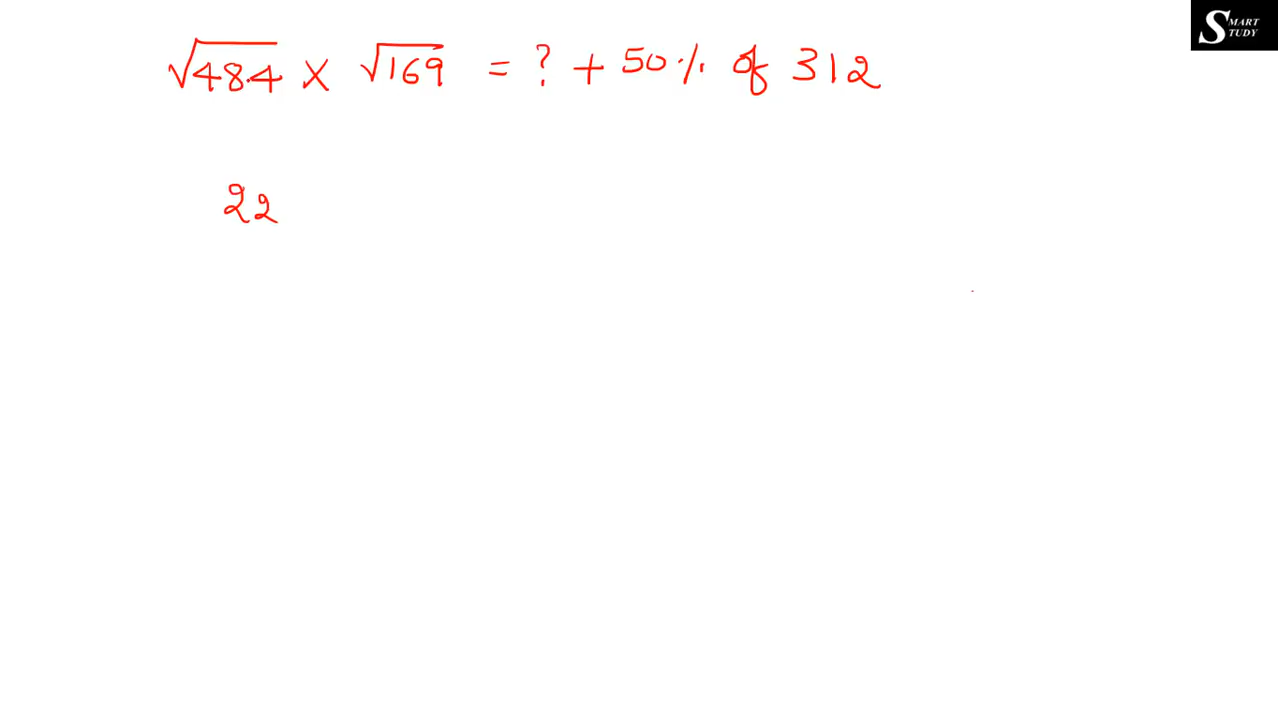 √484 × √169 = ? + 50% of 312
22
SMART
STUDY